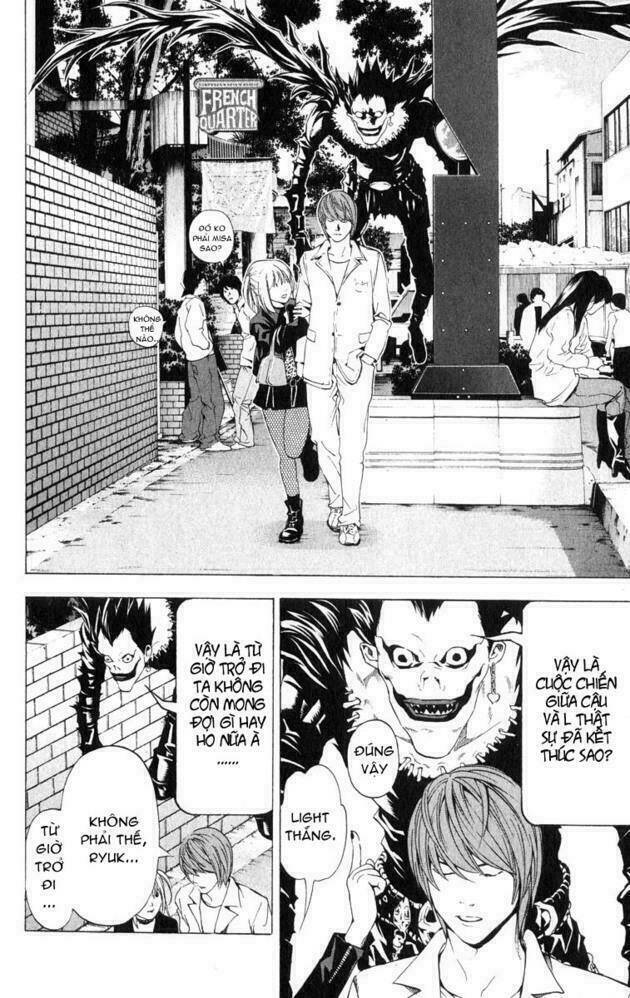 FRENCH
QUARTER
ĐÓ KO
PHẢI MISA
SAO?
KHÔNG
THỂ
NÀO..
VẬY LÀ
CUỘC CHIẾN
GIỮA CẬU
VÀ L THẬT
SỰ ĐÃ KẾT
THÚC SAO?
ĐÚNG
VẬY
LIGHT
THẮNG.
VẬY LÀ TỪ
GIỜ TRỞ ĐI
TA KHÔNG
CÒN MONG
ĐỢI GÌ HAY
HO NỮA À
......
KHÔNG
PHẢI THẾ,
RYUK...
TỪ
GIỜ
TRỞ
ĐI
...